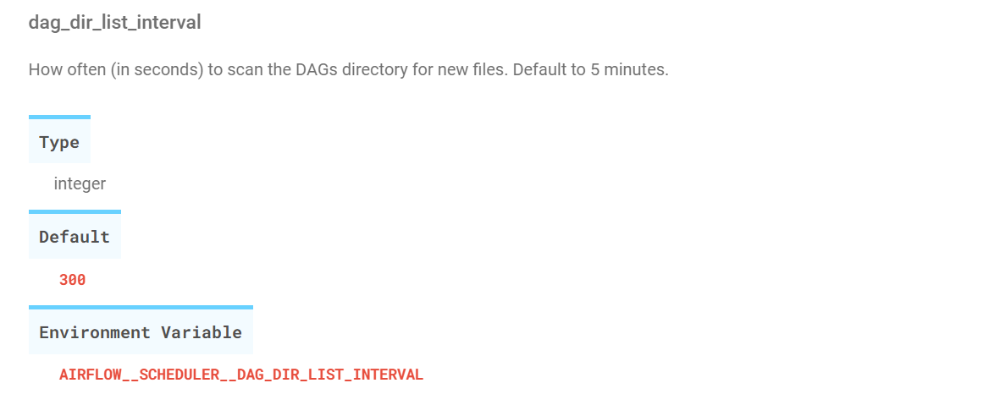 dag_dir_list_interval
How often (in seconds) to scan the DAGs directory for new files. Default to 5 minutes.
Type
integer
Default
300
Environment Variable
AIRFLOW__SCHEDULER__DAG_DIR_LIST_INTERVAL